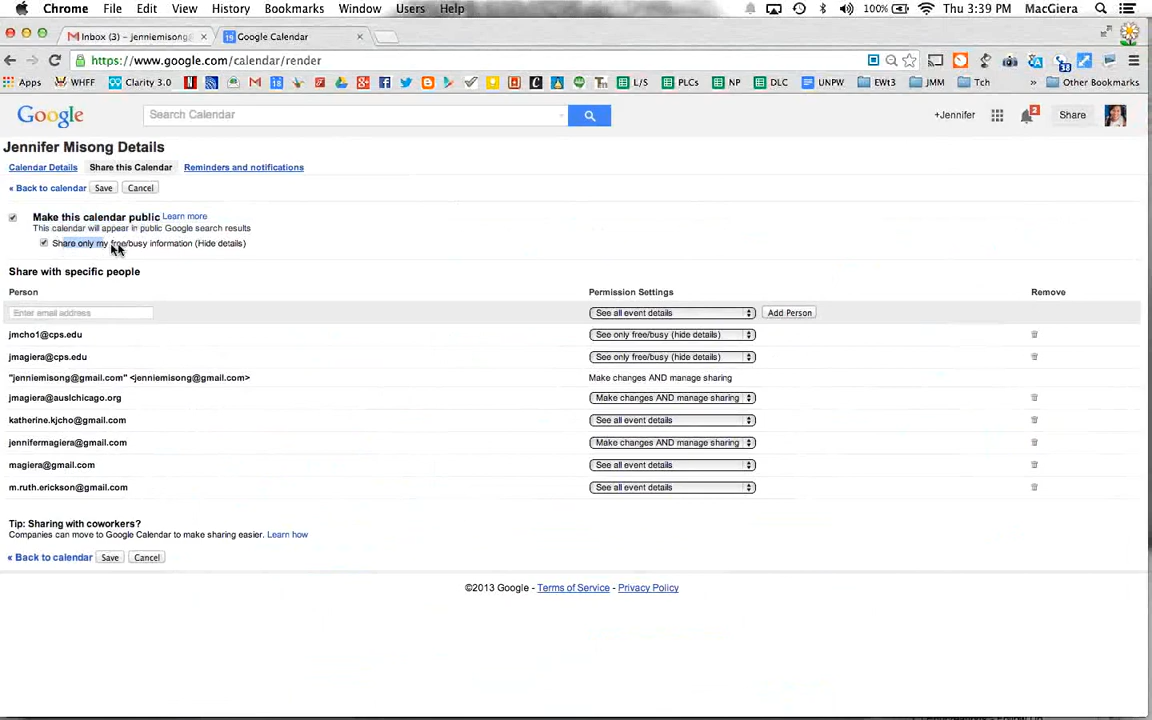 Chrome File Edit View History Bookmarks Window Users Help 100% Thu 3:39 PM MacGiera
Inbox (3) – jenniemisong × Google Calendar ×
https://www.google.com/calendar/render
Apps WHFF Clarity 3.0 L/S PLCs NP DLC UNPW EWt3 JMM Tch » Other Bookmarks
Google Search Calendar +Jennifer 2 Share
Jennifer Misong Details
Calendar Details Share this Calendar Reminders and notifications
« Back to calendar Save Cancel
Make this calendar public Learn more
This calendar will appear in public Google search results
Share only my free/busy information (Hide details)
Share with specific people
Person Permission Settings Remove
Enter email address See all event details Add Person
jmcho1@cps.edu See only free/busy (hide details)
jmagiera@cps.edu See only free/busy (hide details)
"jenniemisong@gmail.com" <jenniemisong@gmail.com> Make changes AND manage sharing
jmagiera@auslchicago.org Make changes AND manage sharing
katherine.kjcho@gmail.com See all event details
jennifermagiera@gmail.com Make changes AND manage sharing
magiera@gmail.com See all event details
m.ruth.erickson@gmail.com See all event details
Tip: Sharing with coworkers?
Companies can move to Google Calendar to make sharing easier. Learn how
« Back to calendar Save Cancel
©2013 Google - Terms of Service - Privacy Policy